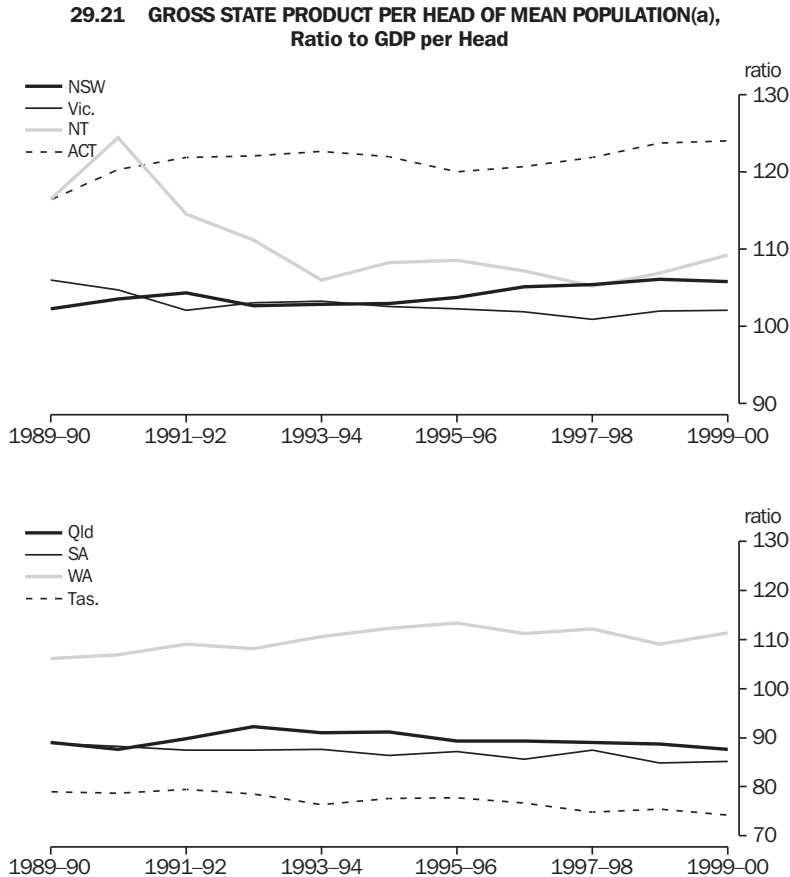 29.21 GROSS STATE PRODUCT PER HEAD OF MEAN POPULATION(a),
Ratio to GDP per Head
ratio
NSW
Vic.
NT
ACT
130
120
110
100
90
1989–90 1991–92 1993–94 1995–96 1997–98 1999–00
ratio
Qld
SA
WA
Tas.
130
120
110
100
90
80
70
1989–90 1991–92 1993–94 1995–96 1997–98 1999–00